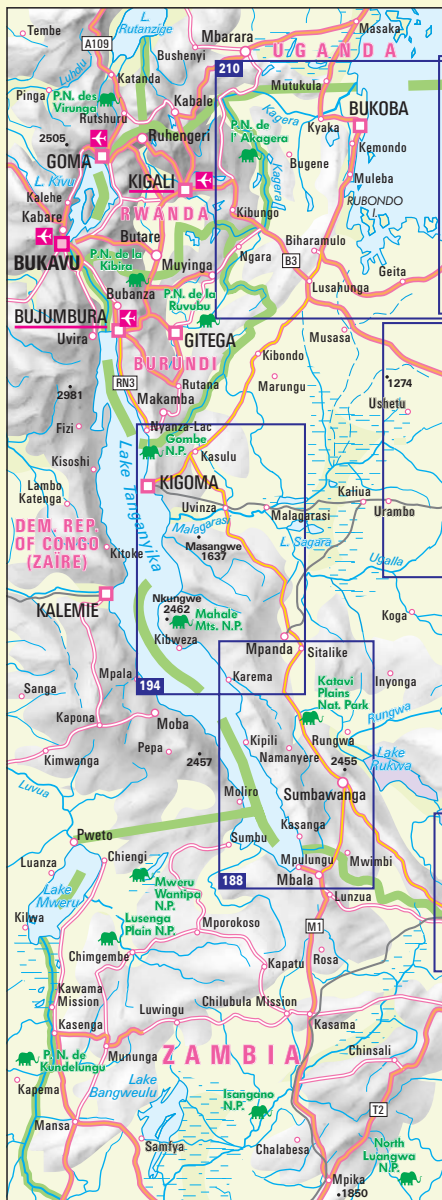 L.
Rutanzige
Tembe
A109
Mbarara
Masaka
Bushenyi
UGANDA
Luhulu
Katanda
210
Mutukula
Pinga
P.N. des
Virunga
Kabale
BUKOBA
Rutshuru
Kagera
Kyaka
2505
Ruhengeri
P.N. de
l' Akagera
Kemondo
GOMA
Bugene
L. Kivu
KIGALI
Kagera
Muleba
Kalehe
RWANDA
Kibungo
RUBONDO
Kabare
Butare
BUKAVU
P.N. de la
Kibira
Muyinga
Ngara
Biharamulo
B3
Geita
Bubanza
P.N. de la
Ruvubu
Lusahunga
BUJUMBURA
Uvira
GITEGA
Musasa
BURUNDI
Kibondo
RN3
Rutana
Marungu
1274
2981
Makamba
Ushetu
Fizi
Nyanza-Lac
Gombe
N.P.
Kasulu
Kisoshi
Lake Tanganyika
KIGOMA
Lambo
Katenga
Uvinza
Kaliua
Malagarasi
Malagarasi
Urambo
DEM. REP.
OF CONGO
(ZAÏRE)
Masangwe
1637
L. Sagara
Kitoke
Ugalla
Nkungwe
2462
KALEMIE
Mahale
Mts. N.P.
Koga
Kibweza
Mpanda
Sitalike
Mpala
194
Karema
Inyonga
Sanga
Katavi
Plains
Nat. Park
Kapona
Moba
Rungwa
Kipili
Rungwa
Pepa
Namanyere
Lake
Rukwa
Kimwanga
2457
2455
Luvua
Moliro
Sumbawanga
Kasanga
Pweto
Sumbu
Mwimbi
Luanza
Chiengi
Mpulungu
188
Mbala
Lake
Mweru
Mweru
Wantipa
N.P.
Lunzua
Kilwa
Lusenga
Plain N.P.
Mporokoso
M1
Chimgembe
Rosa
Kapatu
Kawama
Mission
Chilubula Mission
Luwingu
Kasenga
Kasama
Mununga
ZAMBIA
P.N. de
Kundelungu
Chinsali
Kapema
Lake
Bangweulu
Isangano
N.P.
T2
Mansa
Samfya
Chalabesa
North
Luangwa
N.P.
Mpika
1850